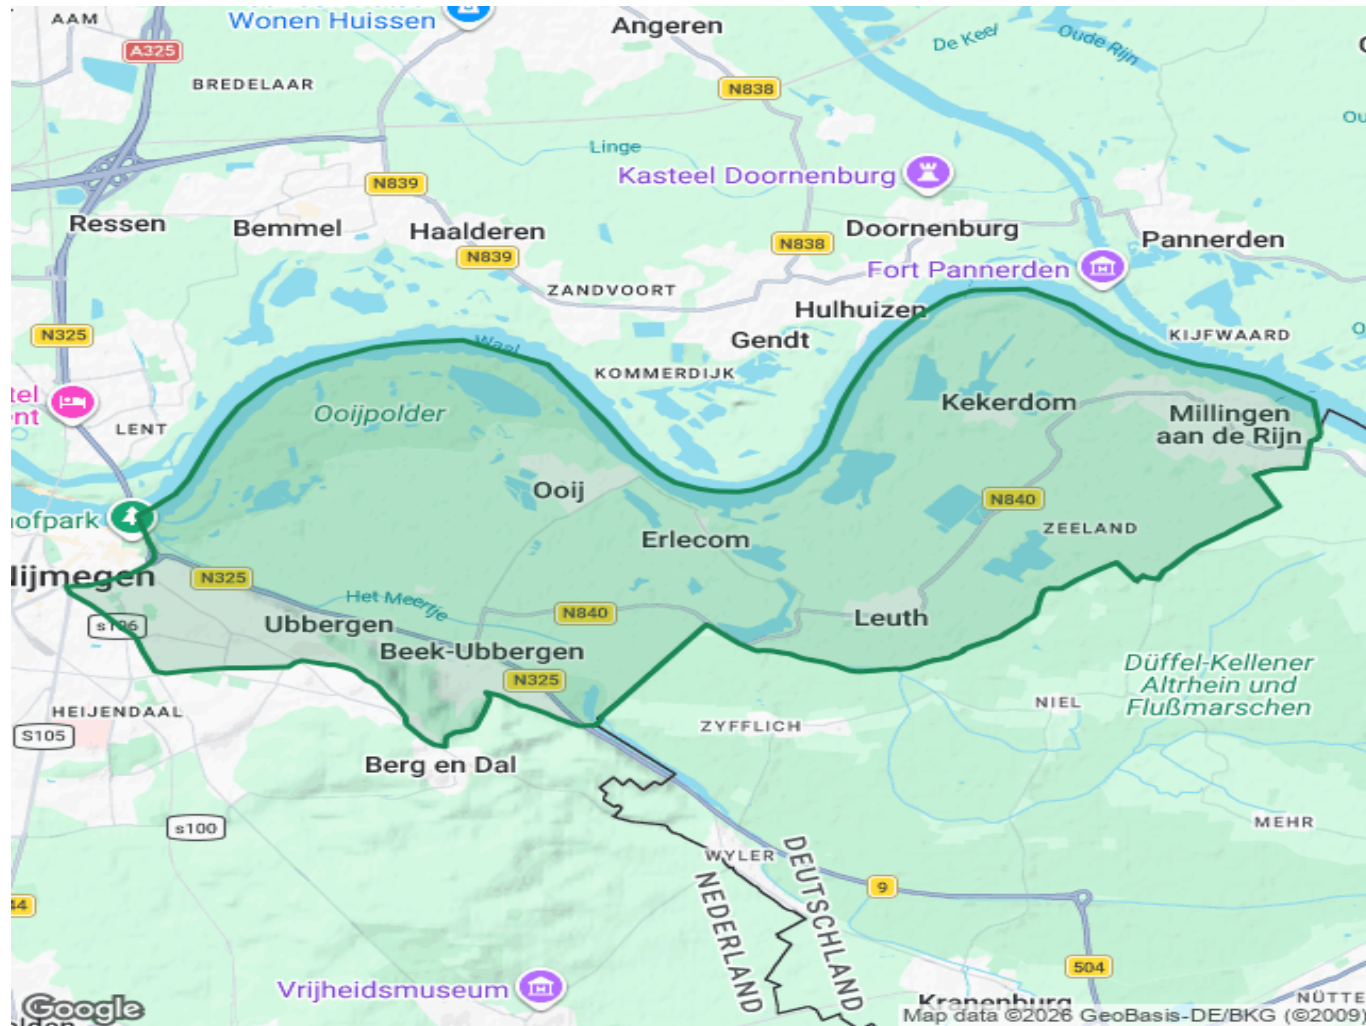 AAM
Wonen Huissen
Angeren
De Keel
Oude Rijn
A325
BREDELAAR
N838
Linge
Kasteel Doornenburg
N839
Ressen
Bemmel
Haalderen
N839
N838
Doornenburg
Pannerden
Fort Pannerden
ZANDVOORT
Hulhuizen
N325
Gendt
KIJFWAARD
Waal
KOMMERDIJK
Kekerdom
Millingen
aan de Rijn
Ooijpolder
LENT
Ooij
N840
ZEELAND
Erlecom
N325
Het Meertje
N840
Leuth
Ubbergen
Beek-Ubbergen
N325
Düffel-Kellener
Altrhein und
Flußmarschen
HEIJENDAAL
S105
ZYFFLICH
NIEL
Berg en Dal
s100
MEHR
WYLER
DEUTSCHLAND
NEDERLAND
9
504
Vrijheidsmuseum
Kranenburg
Google
Map data ©2026 GeoBasis-DE/BKG (©2009)